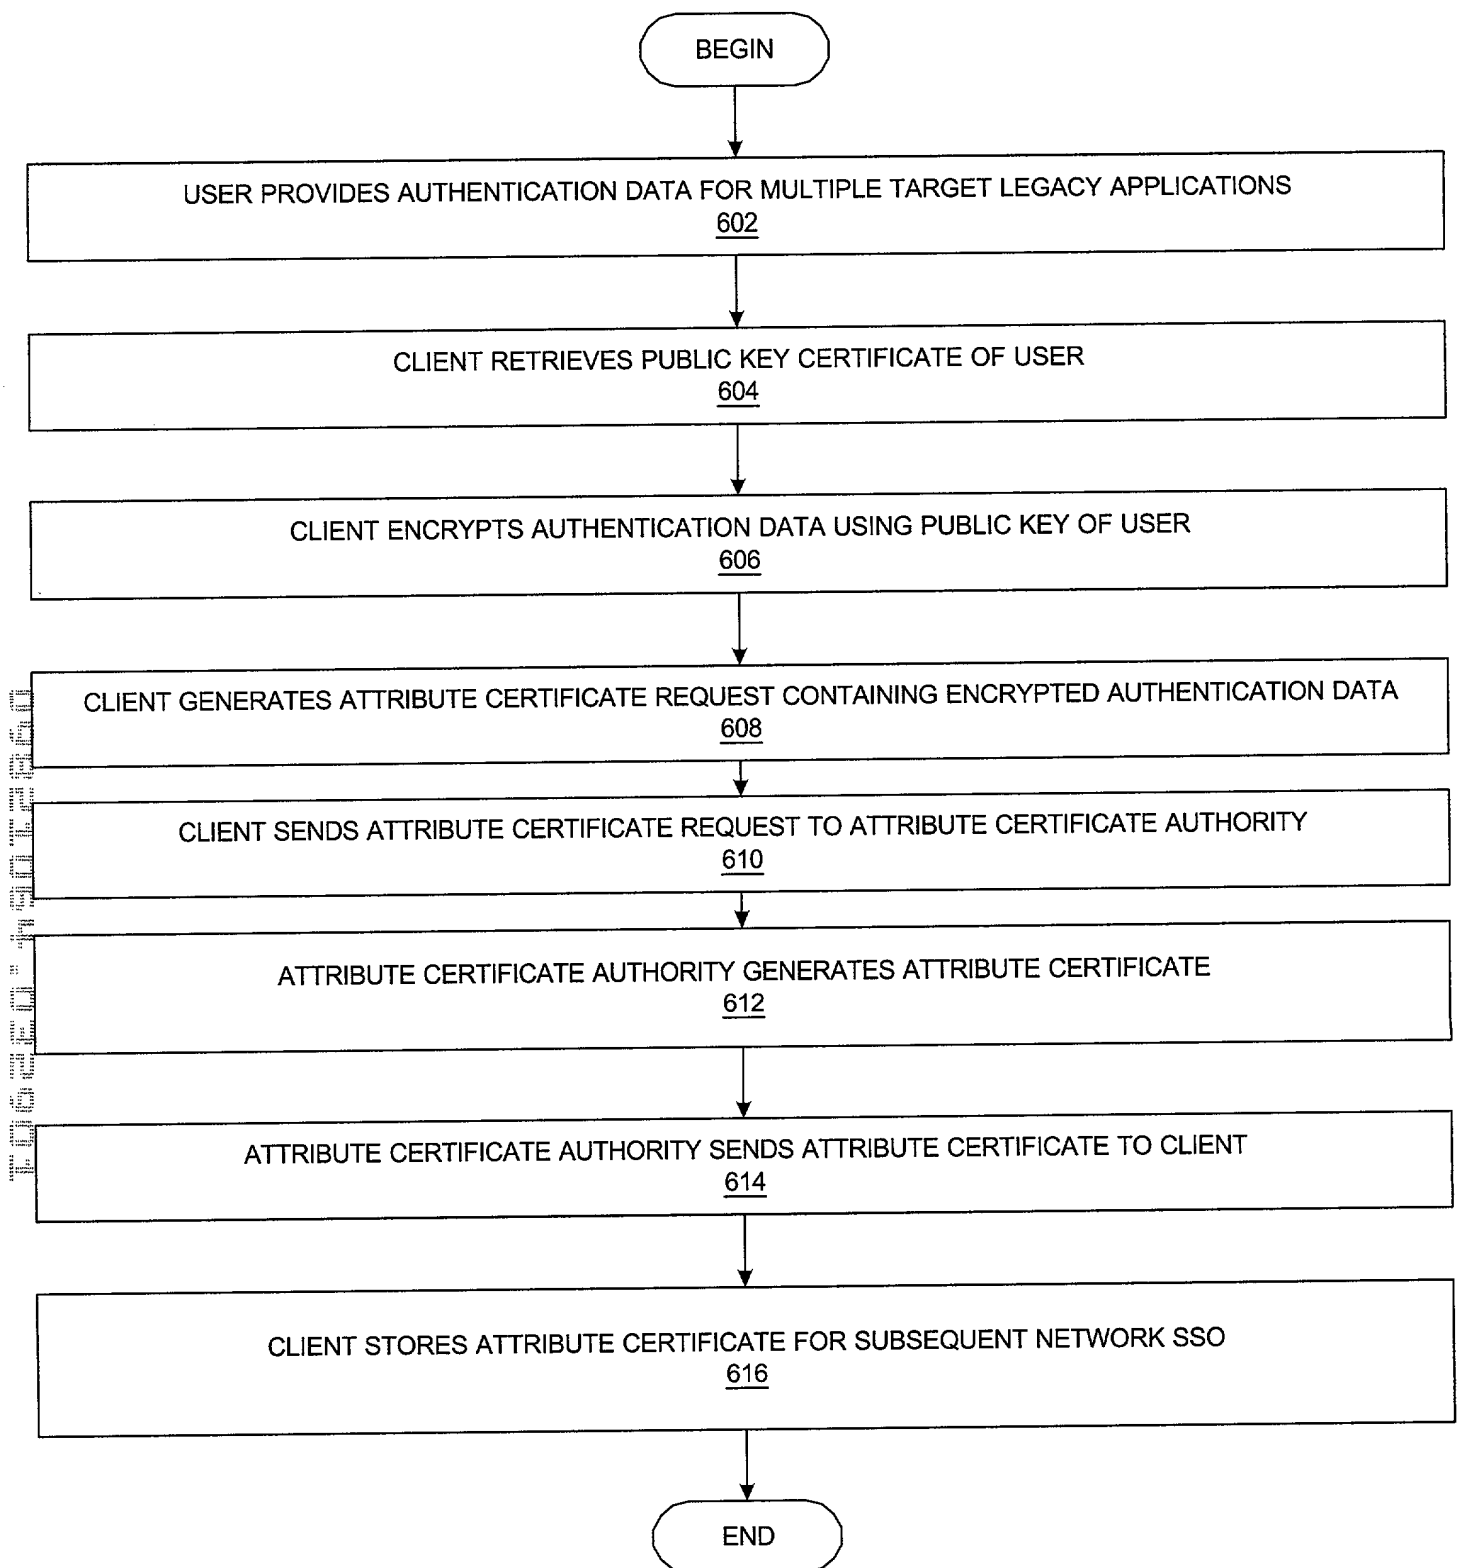 BEGIN
USER PROVIDES AUTHENTICATION DATA FOR MULTIPLE TARGET LEGACY APPLICATIONS
602
CLIENT RETRIEVES PUBLIC KEY CERTIFICATE OF USER
604
CLIENT ENCRYPTS AUTHENTICATION DATA USING PUBLIC KEY OF USER
606
CLIENT GENERATES ATTRIBUTE CERTIFICATE REQUEST CONTAINING ENCRYPTED AUTHENTICATION DATA
608
CLIENT SENDS ATTRIBUTE CERTIFICATE REQUEST TO ATTRIBUTE CERTIFICATE AUTHORITY
610
ATTRIBUTE CERTIFICATE AUTHORITY GENERATES ATTRIBUTE CERTIFICATE
612
ATTRIBUTE CERTIFICATE AUTHORITY SENDS ATTRIBUTE CERTIFICATE TO CLIENT
614
CLIENT STORES ATTRIBUTE CERTIFICATE FOR SUBSEQUENT NETWORK SSO
616
END